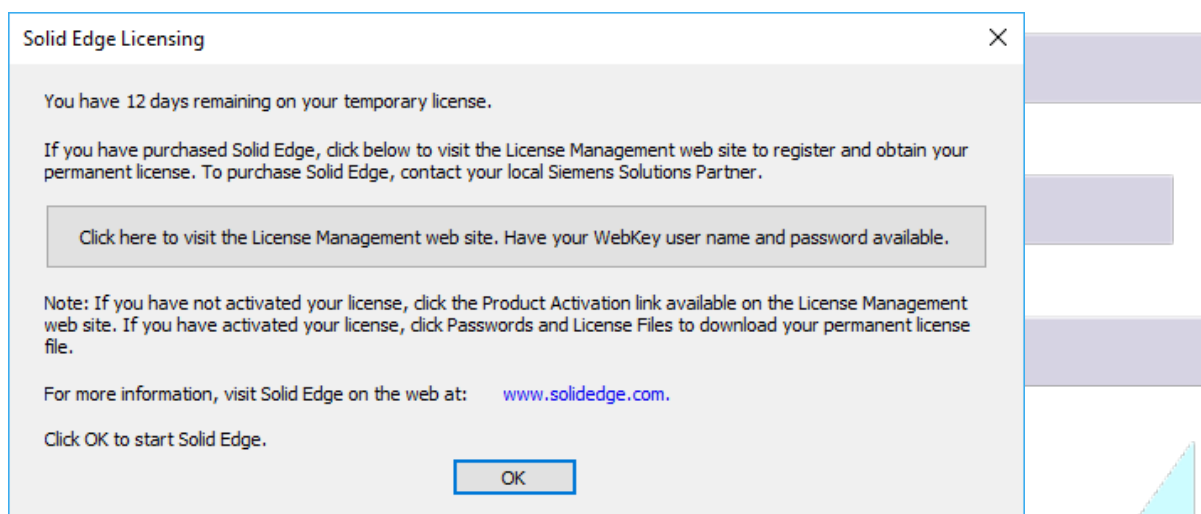 Solid Edge Licensing
You have 12 days remaining on your temporary license.
If you have purchased Solid Edge, click below to visit the License Management web site to register and obtain your
permanent license. To purchase Solid Edge, contact your local Siemens Solutions Partner.
Click here to visit the License Management web site. Have your WebKey user name and password available.
Note: If you have not activated your license, click the Product Activation link available on the License Management
web site. If you have activated your license, click Passwords and License Files to download your permanent license
file.
For more information, visit Solid Edge on the web at: www.solidedge.com.
Click OK to start Solid Edge.
OK